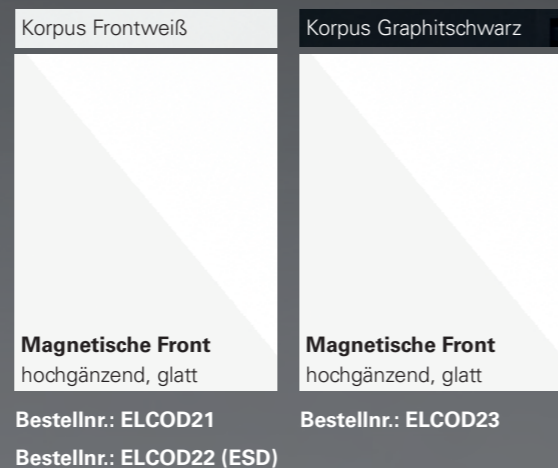 Korpus Frontweiß
Magnetische Front
hochgänzend, glatt
Bestellnr.: ELCOD21
Bestellnr.: ELCOD22 (ESD)
Korpus Graphitschwarz
Magnetische Front
hochgänzend, glatt
Bestellnr.: ELCOD23